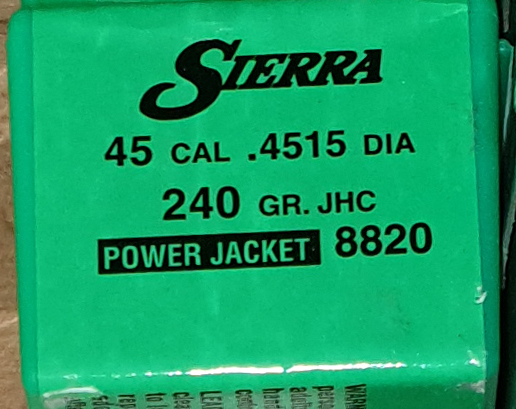 SIERRA
45 CAL .4515 DIA
240 GR. JHC
POWER JACKET 8820